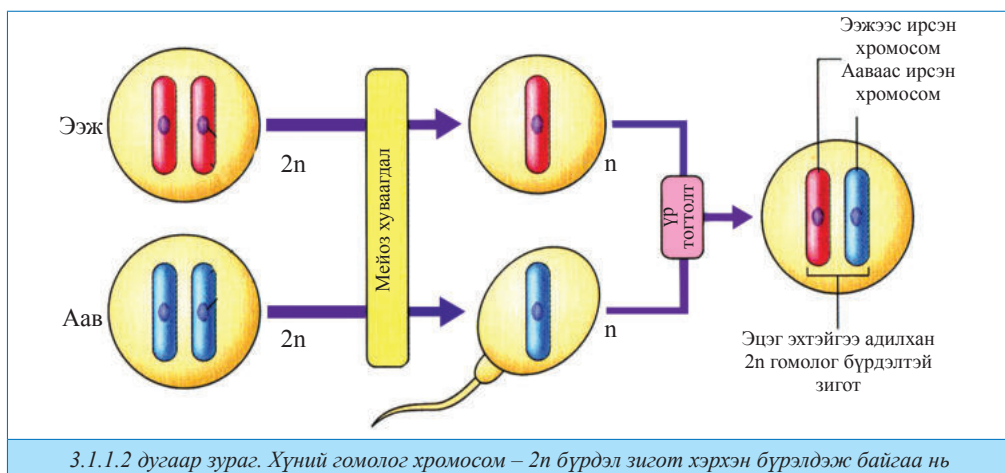 Ээжээс ирсэн
хромосом
Ааваас ирсэн
хромосом
Ээж
2n
Мейоз хуваагдал
n
Үр
тогтолт
Аав
2n
n
Эцэг эхтэйгээ адилхан
2n гомолог бүрдэлтэй
зигот
3.1.1.2 дугаар зураг. Хүний гомолог хромосом – 2n бүрдэл зигот хэрхэн бүрэлдэж байгаа нь